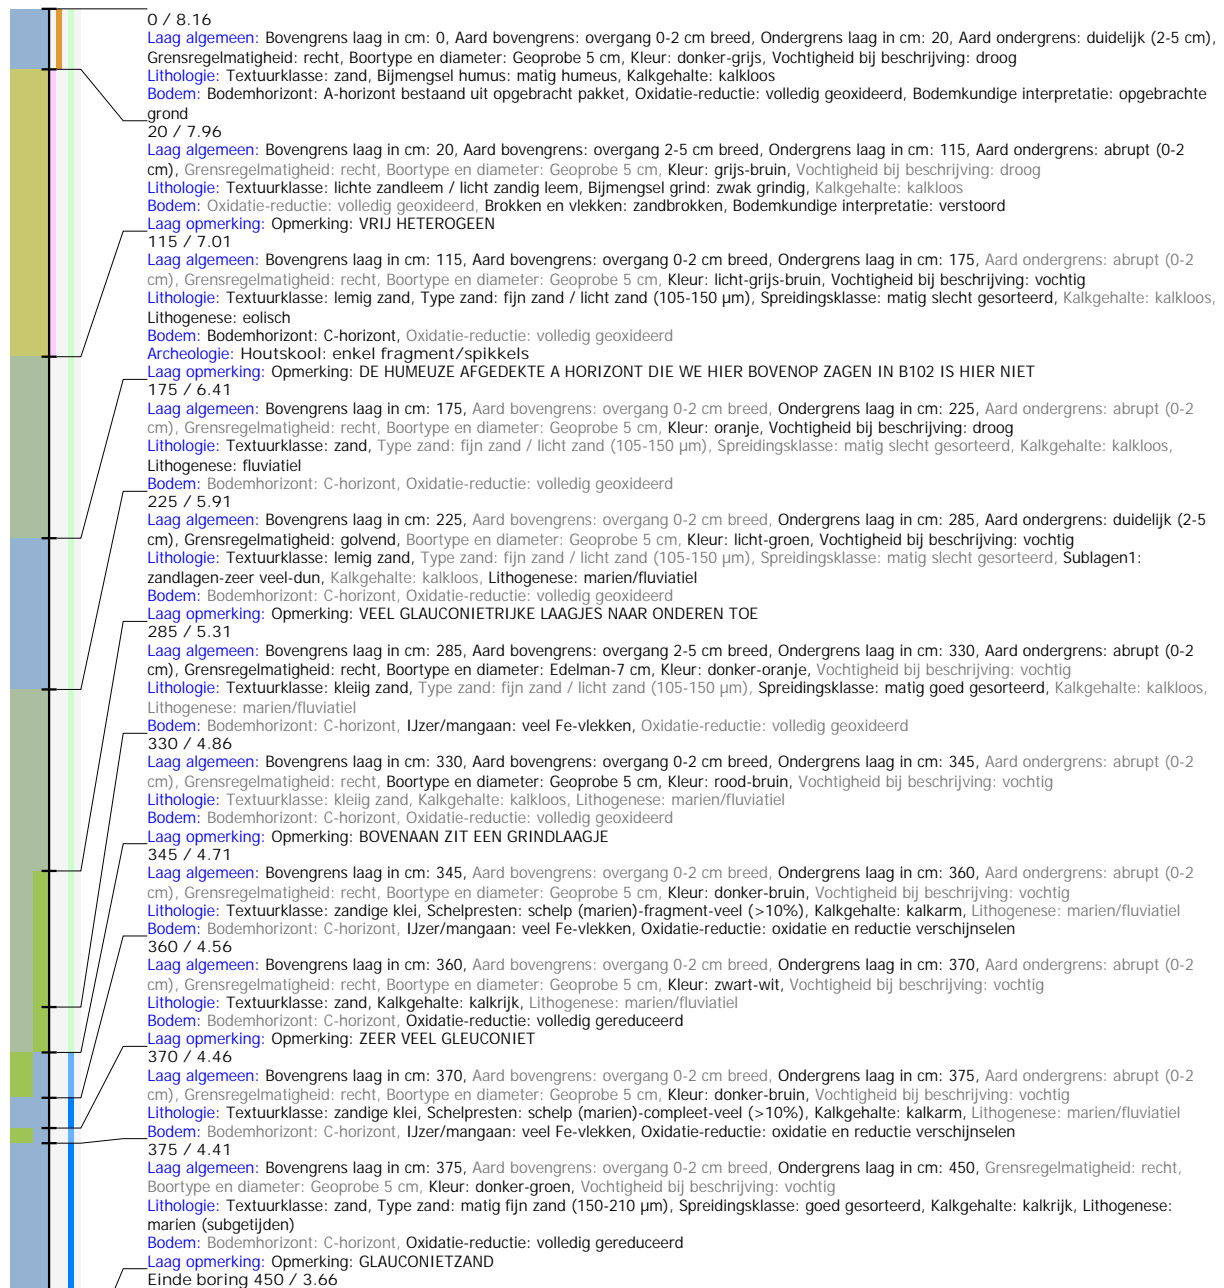 0 / 8.16
Laag algemeen: Bovengrens laag in cm: 0, Aard bovengrens: overgang 0-2 cm breed, Ondergrens laag in cm: 20, Aard ondergrens: duidelijk (2-5 cm),
Grensregelmatigheid: recht, Boortype en diameter: Geoprobe 5 cm, Kleur: donker-grijs, Vochtigheid bij beschrijving: droog
Lithologie: Textuurklasse: zand, Bijmengsel humus: matig humeus, Kalkgehalte: kalkloos
Bodem: Bodemhorizont: A-horizont bestaand uit opgebracht pakket, Oxidatie-reductie: volledig geoxideerd, Bodemkundige interpretatie: opgebrachte
grond
20 / 7.96
Laag algemeen: Bovengrens laag in cm: 20, Aard bovengrens: overgang 2-5 cm breed, Ondergrens laag in cm: 115, Aard ondergrens: abrupt (0-2
cm), Grensregelmatigheid: recht, Boortype en diameter: Geoprobe 5 cm, Kleur: grijs-bruin, Vochtigheid bij beschrijving: droog
Lithologie: Textuurklasse: lichte zandleem / licht zandig leem, Bijmengsel grind: zwak grindig, Kalkgehalte: kalkloos
Bodem: Oxidatie-reductie: volledig geoxideerd, Brokken en vlekken: zandbrokken, Bodemkundige interpretatie: verstoord
Laag opmerking: Opmerking: VRIJ HETEROGEEN
115 / 7.01
Laag algemeen: Bovengrens laag in cm: 115, Aard bovengrens: overgang 0-2 cm breed, Ondergrens laag in cm: 175, Aard ondergrens: abrupt (0-2
cm), Grensregelmatigheid: recht, Boortype en diameter: Geoprobe 5 cm, Kleur: licht-grijs-bruin, Vochtigheid bij beschrijving: vochtig
Lithologie: Textuurklasse: lemig zand, Type zand: fijn zand / licht zand (105-150 µm), Spreidingsklasse: matig slecht gesorteerd, Kalkgehalte: kalkloos,
Lithogenese: eolisch
Bodem: Bodemhorizont: C-horizont, Oxidatie-reductie: volledig geoxideerd
Archeologie: Houtskool: enkel fragment/spikkels
Laag opmerking: Opmerking: DE HUMEUZE AFGEDEKTE A HORIZONT DIE WE HIER BOVENOP ZAGEN IN B102 IS HIER NIET
175 / 6.41
Laag algemeen: Bovengrens laag in cm: 175, Aard bovengrens: overgang 0-2 cm breed, Ondergrens laag in cm: 225, Aard ondergrens: abrupt (0-2
cm), Grensregelmatigheid: recht, Boortype en diameter: Geoprobe 5 cm, Kleur: oranje, Vochtigheid bij beschrijving: droog
Lithologie: Textuurklasse: zand, Type zand: fijn zand / licht zand (105-150 µm), Spreidingsklasse: matig slecht gesorteerd, Kalkgehalte: kalkloos,
Lithogenese: fluviatiel
Bodem: Bodemhorizont: C-horizont, Oxidatie-reductie: volledig geoxideerd
225 / 5.91
Laag algemeen: Bovengrens laag in cm: 225, Aard bovengrens: overgang 0-2 cm breed, Ondergrens laag in cm: 285, Aard ondergrens: duidelijk (2-5
cm), Grensregelmatigheid: golvend, Boortype en diameter: Geoprobe 5 cm, Kleur: licht-groen, Vochtigheid bij beschrijving: vochtig
Lithologie: Textuurklasse: lemig zand, Type zand: fijn zand / licht zand (105-150 µm), Spreidingsklasse: matig slecht gesorteerd, Sublagen1:
zandlagen-zeer veel-dun, Kalkgehalte: kalkloos, Lithogenese: marien/fluviatiel
Bodem: Bodemhorizont: C-horizont, Oxidatie-reductie: volledig geoxideerd
Laag opmerking: Opmerking: VEEL GLAUCONIETRIJKE LAAGJES NAAR ONDEREN TOE
285 / 5.31
Laag algemeen: Bovengrens laag in cm: 285, Aard bovengrens: overgang 2-5 cm breed, Ondergrens laag in cm: 330, Aard ondergrens: abrupt (0-2
cm), Grensregelmatigheid: recht, Boortype en diameter: Edelman-7 cm, Kleur: donker-oranje, Vochtigheid bij beschrijving: vochtig
Lithologie: Textuurklasse: kleiig zand, Type zand: fijn zand / licht zand (105-150 µm), Spreidingsklasse: matig goed gesorteerd, Kalkgehalte: kalkloos,
Lithogenese: marien/fluviatiel
Bodem: Bodemhorizont: C-horizont, IJzer/mangaan: veel Fe-vlekken, Oxidatie-reductie: volledig geoxideerd
330 / 4.86
Laag algemeen: Bovengrens laag in cm: 330, Aard bovengrens: overgang 0-2 cm breed, Ondergrens laag in cm: 345, Aard ondergrens: abrupt (0-2
cm), Grensregelmatigheid: recht, Boortype en diameter: Geoprobe 5 cm, Kleur: rood-bruin, Vochtigheid bij beschrijving: vochtig
Lithologie: Textuurklasse: kleiig zand, Kalkgehalte: kalkloos, Lithogenese: marien/fluviatiel
Bodem: Bodemhorizont: C-horizont, Oxidatie-reductie: volledig geoxideerd
Laag opmerking: Opmerking: BOVENAAN ZIT EEN GRINDLAAGJE
345 / 4.71
Laag algemeen: Bovengrens laag in cm: 345, Aard bovengrens: overgang 0-2 cm breed, Ondergrens laag in cm: 360, Aard ondergrens: abrupt (0-2
cm), Grensregelmatigheid: recht, Boortype en diameter: Geoprobe 5 cm, Kleur: donker-bruin, Vochtigheid bij beschrijving: vochtig
Lithologie: Textuurklasse: zandige klei, Schelpresten: schelp (marien)-fragment-veel (>10%), Kalkgehalte: kalkarm, Lithogenese: marien/fluviatiel
Bodem: Bodemhorizont: C-horizont, IJzer/mangaan: veel Fe-vlekken, Oxidatie-reductie: oxidatie en reductie verschijnselen
360 / 4.56
Laag algemeen: Bovengrens laag in cm: 360, Aard bovengrens: overgang 0-2 cm breed, Ondergrens laag in cm: 370, Aard ondergrens: abrupt (0-2
cm), Grensregelmatigheid: recht, Boortype en diameter: Geoprobe 5 cm, Kleur: zwart-wit, Vochtigheid bij beschrijving: vochtig
Lithologie: Textuurklasse: zand, Kalkgehalte: kalkrijk, Lithogenese: marien/fluviatiel
Bodem: Bodemhorizont: C-horizont, Oxidatie-reductie: volledig gereduceerd
Laag opmerking: Opmerking: ZEER VEEL GLEUCONIET
370 / 4.46
Laag algemeen: Bovengrens laag in cm: 370, Aard bovengrens: overgang 0-2 cm breed, Ondergrens laag in cm: 375, Aard ondergrens: abrupt (0-2
cm), Grensregelmatigheid: recht, Boortype en diameter: Geoprobe 5 cm, Kleur: donker-bruin, Vochtigheid bij beschrijving: vochtig
Lithologie: Textuurklasse: zandige klei, Schelpresten: schelp (marien)-compleet-veel (>10%), Kalkgehalte: kalkarm, Lithogenese: marien/fluviatiel
Bodem: Bodemhorizont: C-horizont, IJzer/mangaan: veel Fe-vlekken, Oxidatie-reductie: oxidatie en reductie verschijnselen
375 / 4.41
Laag algemeen: Bovengrens laag in cm: 375, Aard bovengrens: overgang 0-2 cm breed, Ondergrens laag in cm: 450, Grensregelmatigheid: recht,
Boortype en diameter: Geoprobe 5 cm, Kleur: donker-groen, Vochtigheid bij beschrijving: vochtig
Lithologie: Textuurklasse: zand, Type zand: matig fijn zand (150-210 µm), Spreidingsklasse: goed gesorteerd, Kalkgehalte: kalkrijk, Lithogenese:
marien (subgetijden)
Bodem: Bodemhorizont: C-horizont, Oxidatie-reductie: volledig gereduceerd
Laag opmerking: Opmerking: GLAUCONIETZAND
Einde boring 450 / 3.66